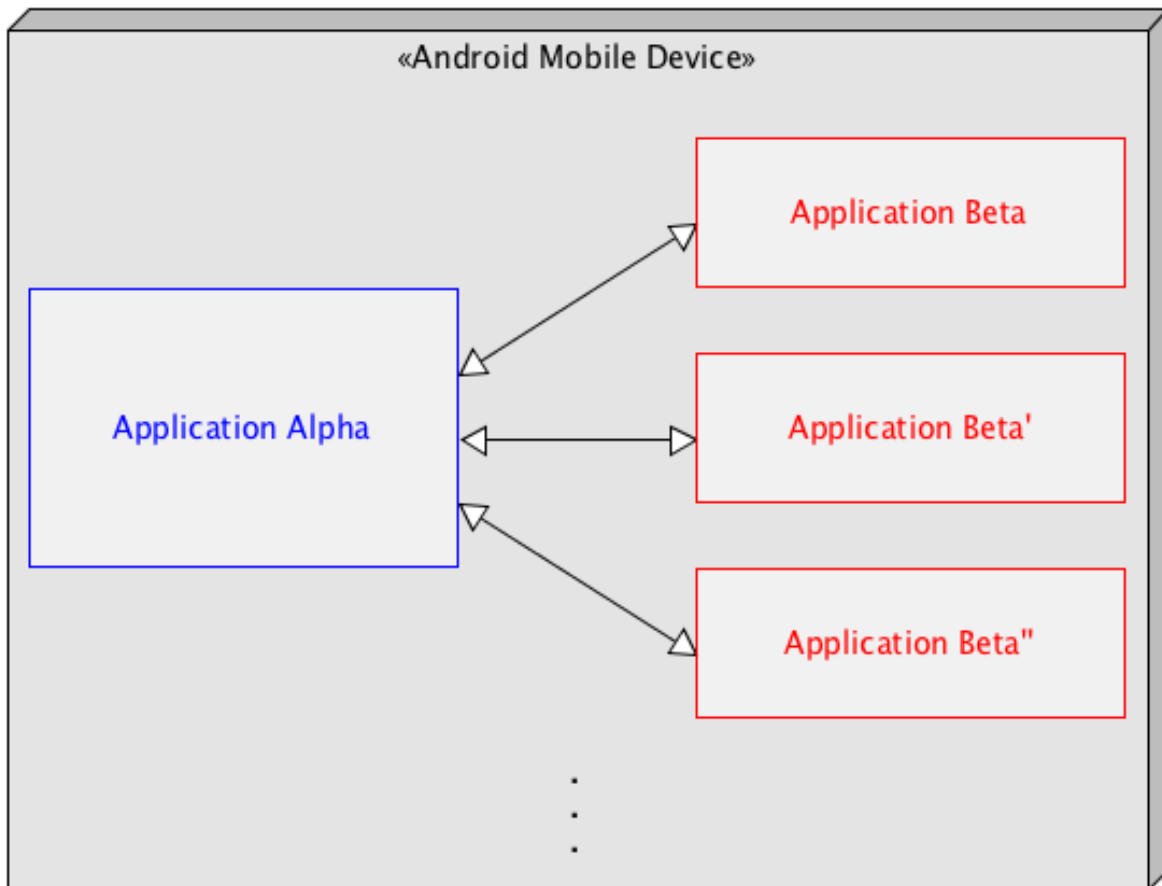 «Android Mobile Device»
Application Beta
Application Alpha
Application Beta'
Application Beta"
.
.
.